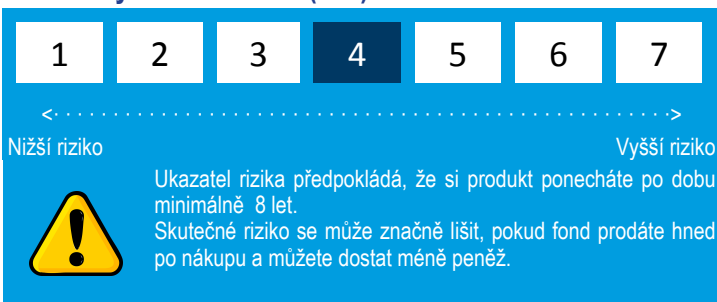 1 2 3 4 5 6 7
<· · · · · · · · · · · · · · · · · · · · · · · · · · · · · · · · · · · · · · · · · · · · · · · · · · · · · · · ·>
Nižší riziko Vyšší riziko
Ukazatel rizika předpokládá, že si produkt ponecháte po dobu
minimálně 8 let.
Skutečné riziko se může značně lišit, pokud fond prodáte hned
po nákupu a můžete dostat méně peněž.